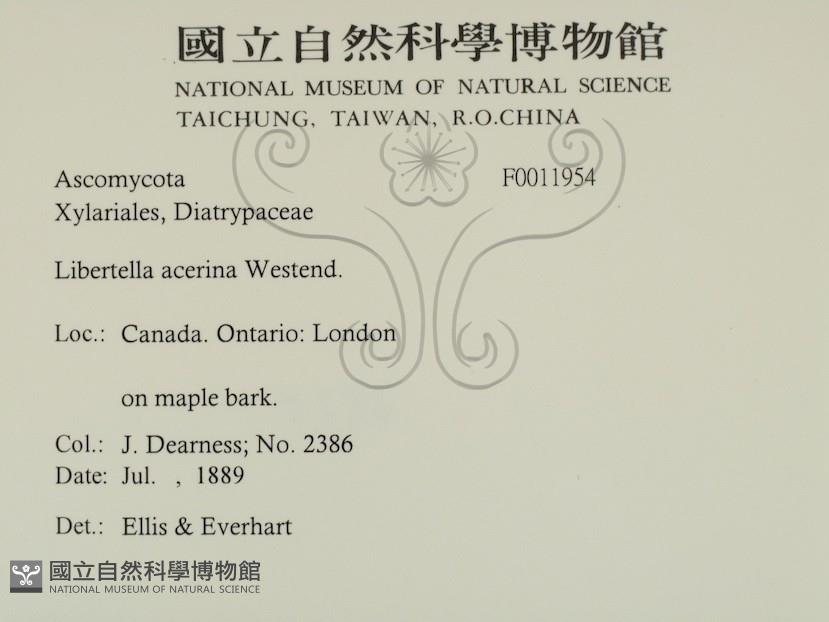 國立自然科學博物館
NATIONAL MUSEUM OF NATURAL SCIENCE
TAICHUNG, TAIWAN, R.O.CHINA
Ascomycota F0011954
Xylariales, Diatrypaceae
Libertella acerina Westend.
Loc.: Canada. Ontario: London
on maple bark.
Col.: J. Dearness; No. 2386
Date: Jul. , 1889
Det.: Ellis & Everhart
國立自然科學博物館
NATIONAL MUSEUM OF NATURAL SCIENCE